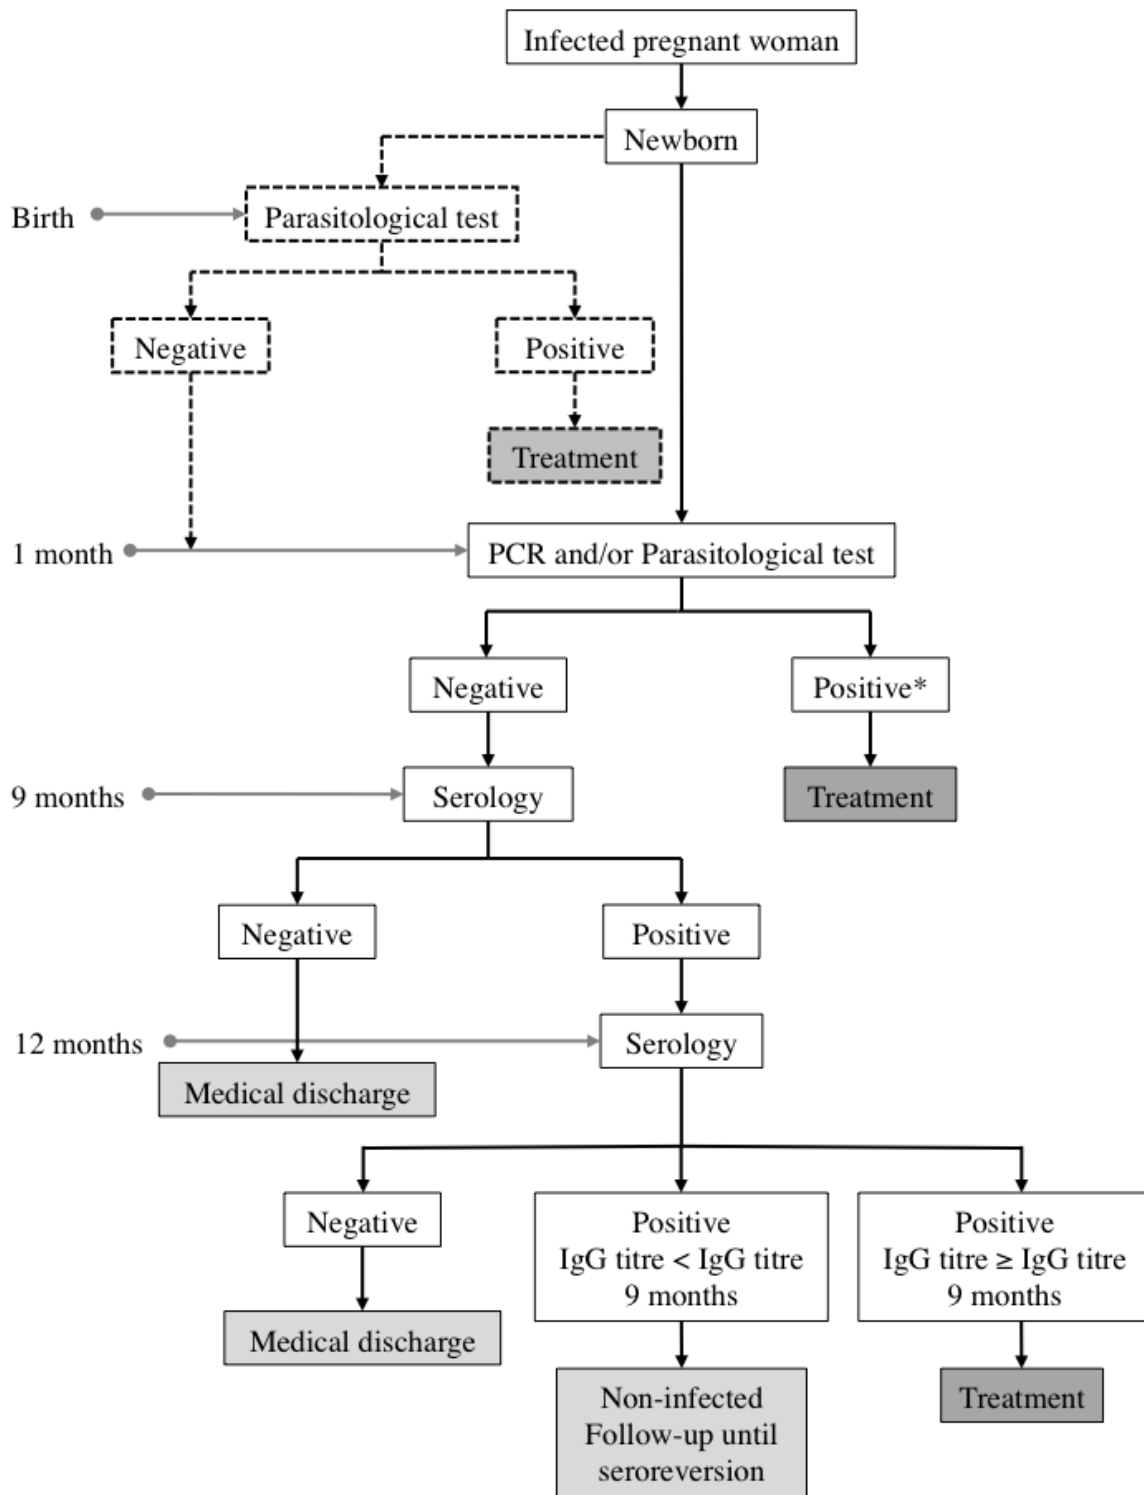 Infected pregnant woman
Newborn
Birth
Parasitological test
Negative
Positive
Treatment
1 month
PCR and/or Parasitological test
Negative
Positive*
9 months
Serology
Treatment
Negative
Positive
12 months
Serology
Medical discharge
Negative
Positive
IgG titre < IgG titre
9 months
Positive
IgG titre ≥ IgG titre
9 months
Medical discharge
Non-infected
Follow-up until
seroreversion
Treatment